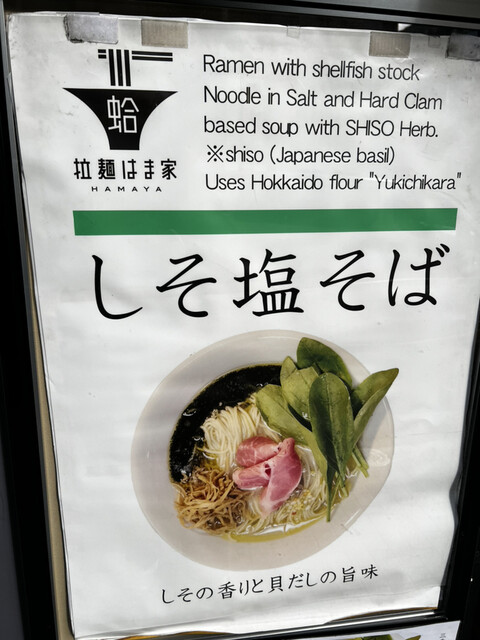 蛤
拉麺はま家
HAMAYA
Ramen with shellfish stock
Noodle in Salt and Hard Clam
based soup with SHISO Herb.
※shiso (Japanese basil)
Uses Hokkaido flour "Yukichikara"
しそ塩そば
しその香りと貝だしの旨味